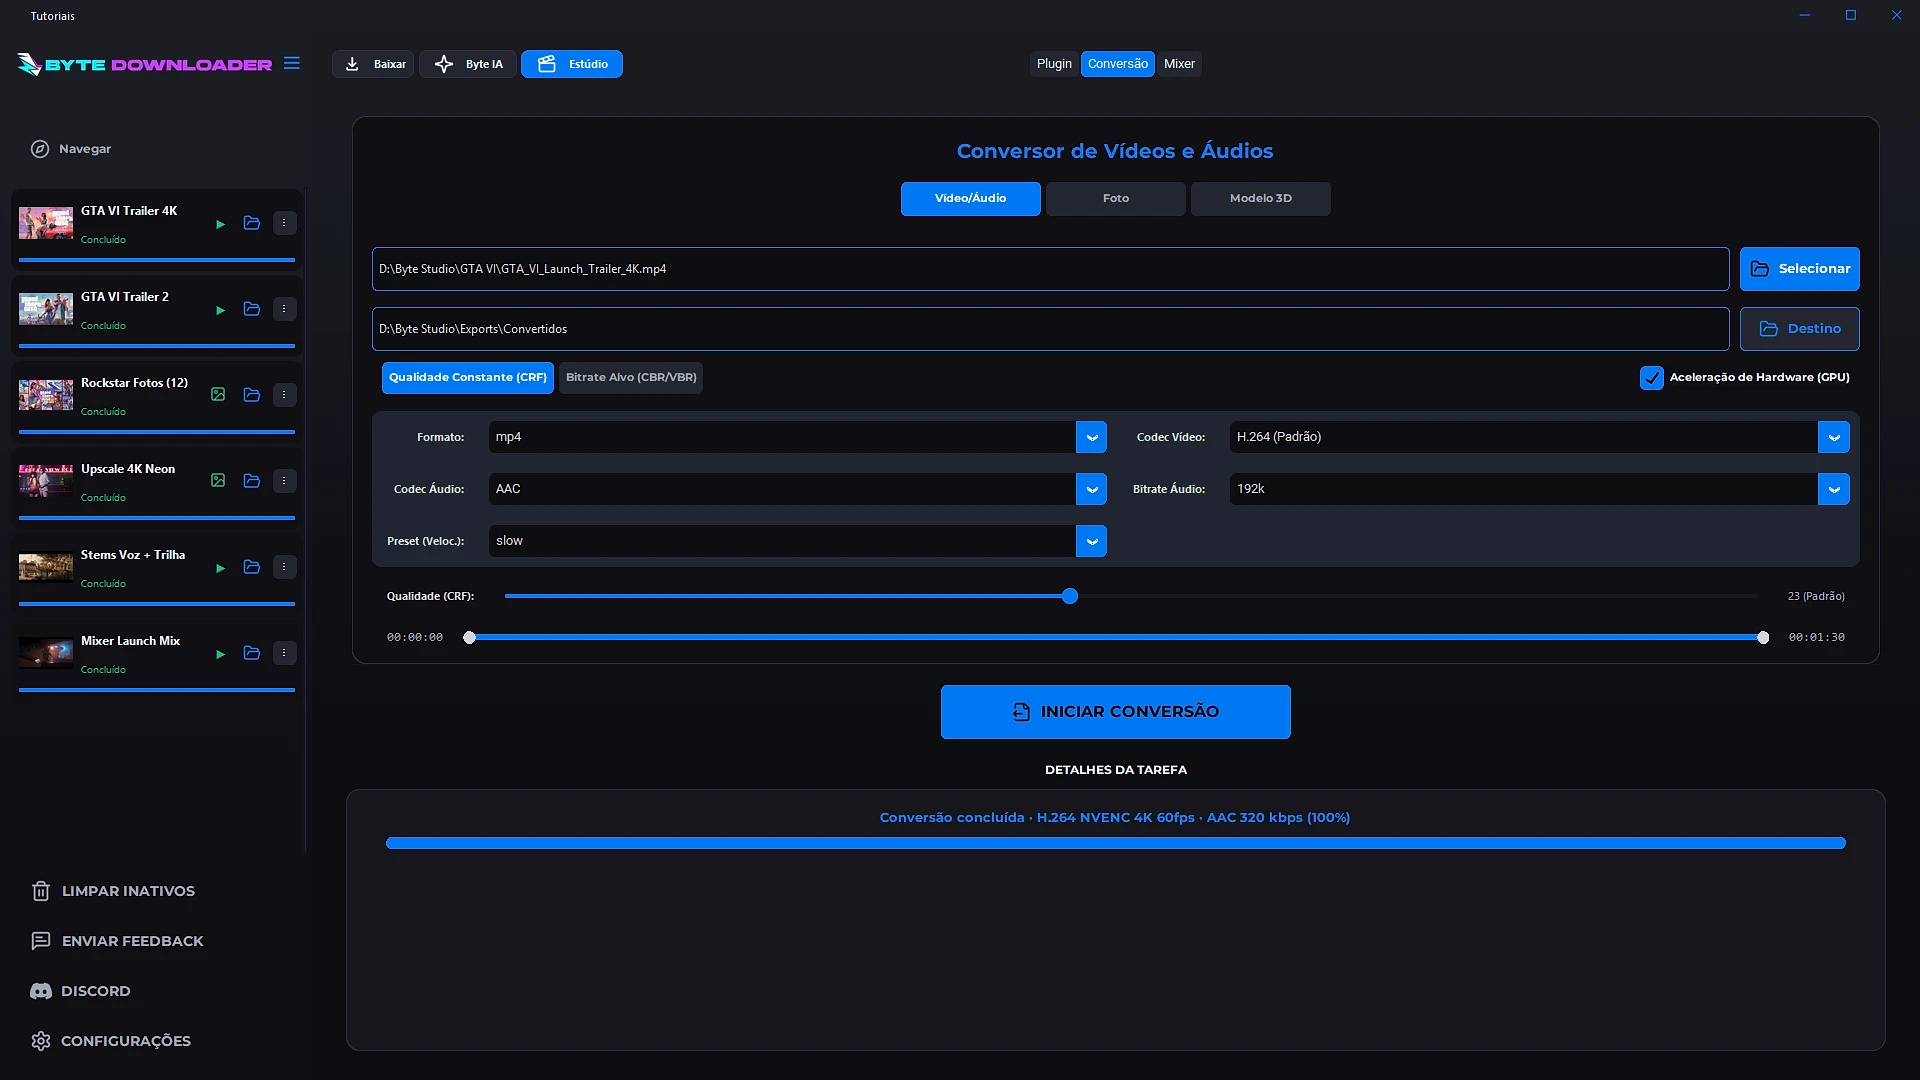 Tutoriais
BYTE DOWNLOADER
Baixar
Byte IA
Estúdio
Plugin
Conversão
Mixer
Navegar
GTA VI Trailer 4K
Concluído
GTA VI Trailer 2
Concluído
Rockstar Fotos (12)
Concluído
Upscale 4K Neon
Concluído
Stems Voz + Trilha
Concluído
Mixer Launch Mix
Concluído
LIMPAR INATIVOS
ENVIAR FEEDBACK
DISCORD
CONFIGURAÇÕES
Conversor de Vídeos e Áudios
Vídeo/Áudio
Foto
Modelo 3D
D:\Byte Studio\GTA VI\GTA_VI_Launch_Trailer_4K.mp4
Selecionar
D:\Byte Studio\Exports\Convertidos
Destino
Qualidade Constante (CRF)
Bitrate Alvo (CBR/VBR)
Aceleração de Hardware (GPU)
Formato:
mp4
Codec Vídeo:
H.264 (Padrão)
Codec Áudio:
AAC
Bitrate Áudio:
192k
Preset (Veloc.):
slow
Qualidade (CRF):
23 (Padrão)
00:00:00
00:01:30
INICIAR CONVERSÃO
DETALHES DA TAREFA
Conversão concluída · H.264 NVENC 4K 60fps · AAC 320 kbps (100%)